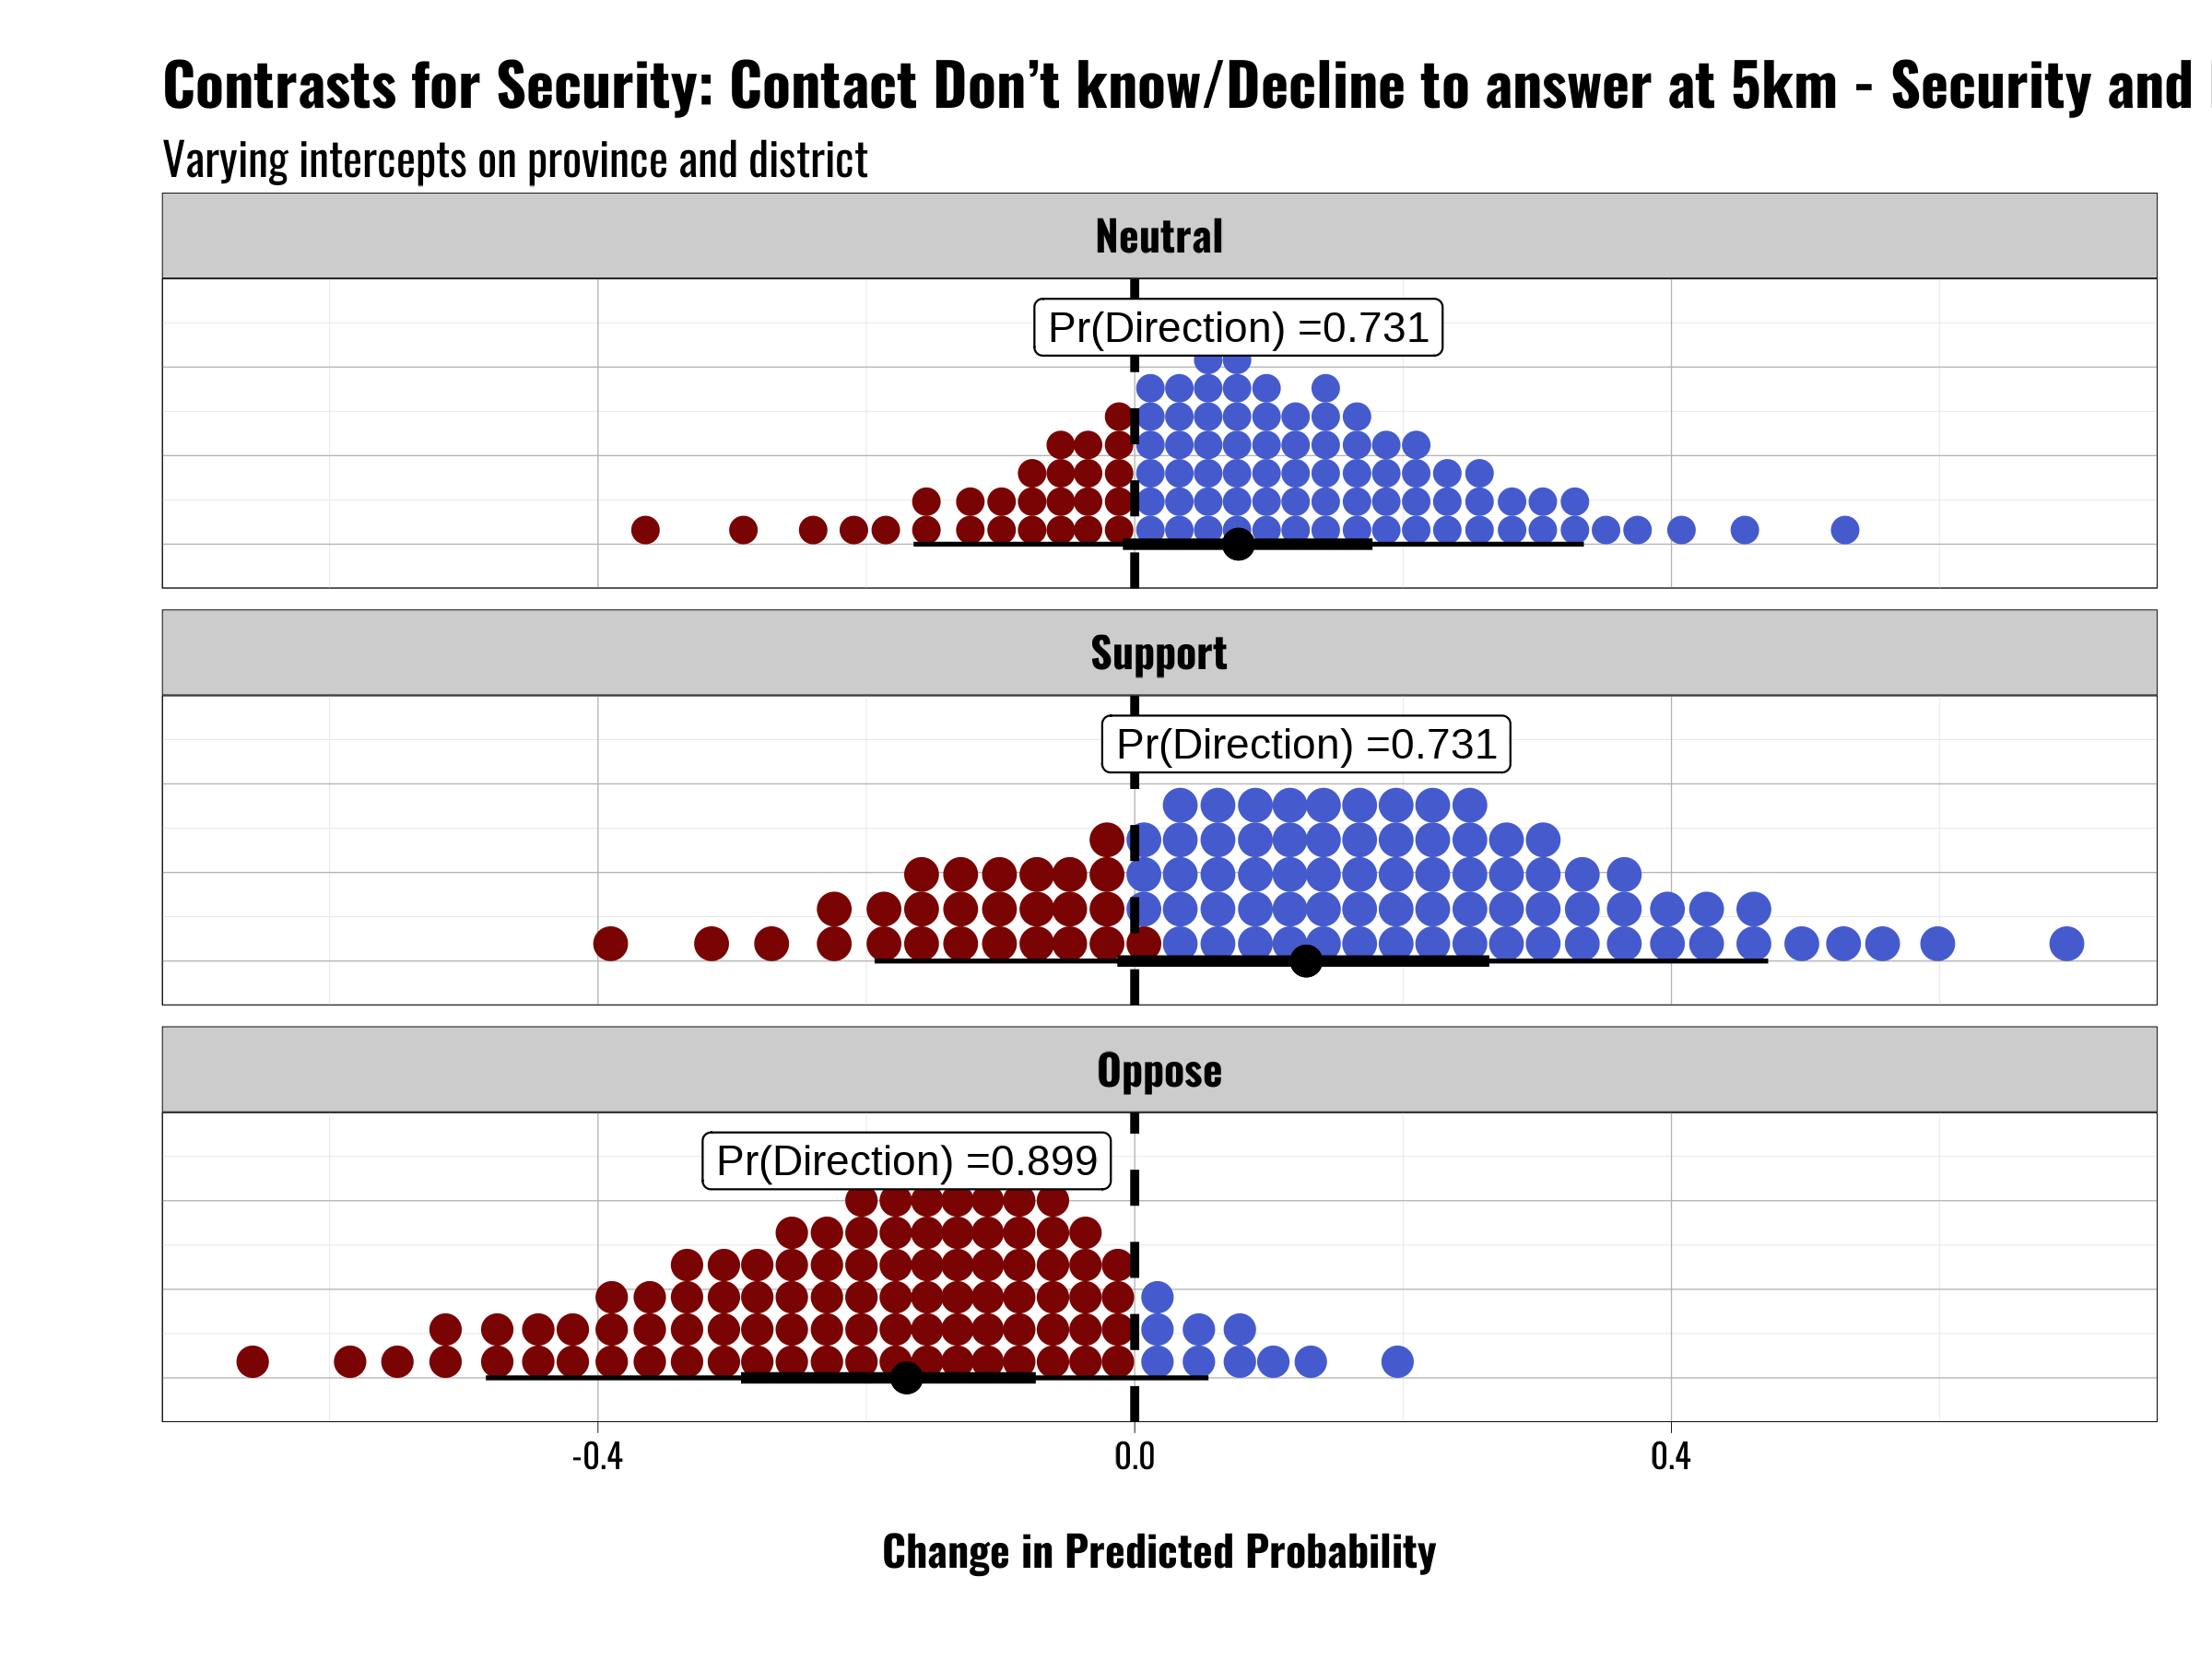 Contrasts for Security: Contact Don’t know/Decline to answer at 5km - Security and
Varying intercepts on province and district
Neutral
Pr(Direction) =0.731
Support
Pr(Direction) =0.731
Oppose
Pr(Direction) =0.899
-0.4 0.0 0.4
Change in Predicted Probability